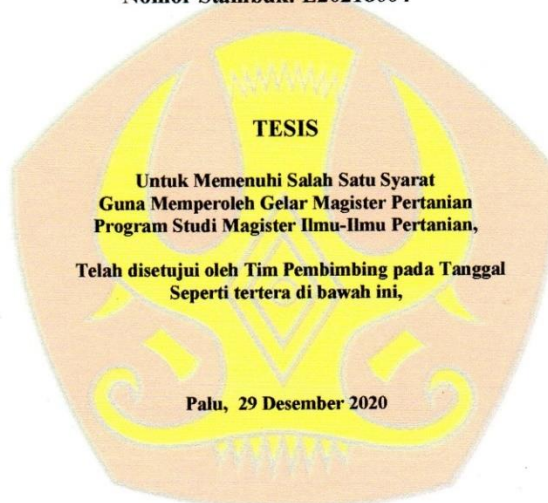 TESIS
Untuk Memenuhi Salah Satu Syarat
Guna Memperoleh Gelar Magister Pertanian
Program Studi Magister Ilmu-Ilmu Pertanian,
Telah disetujui oleh Tim Pembimbing pada Tanggal
Seperti tertera di bawah ini,
Palu, 29 Desember 2020